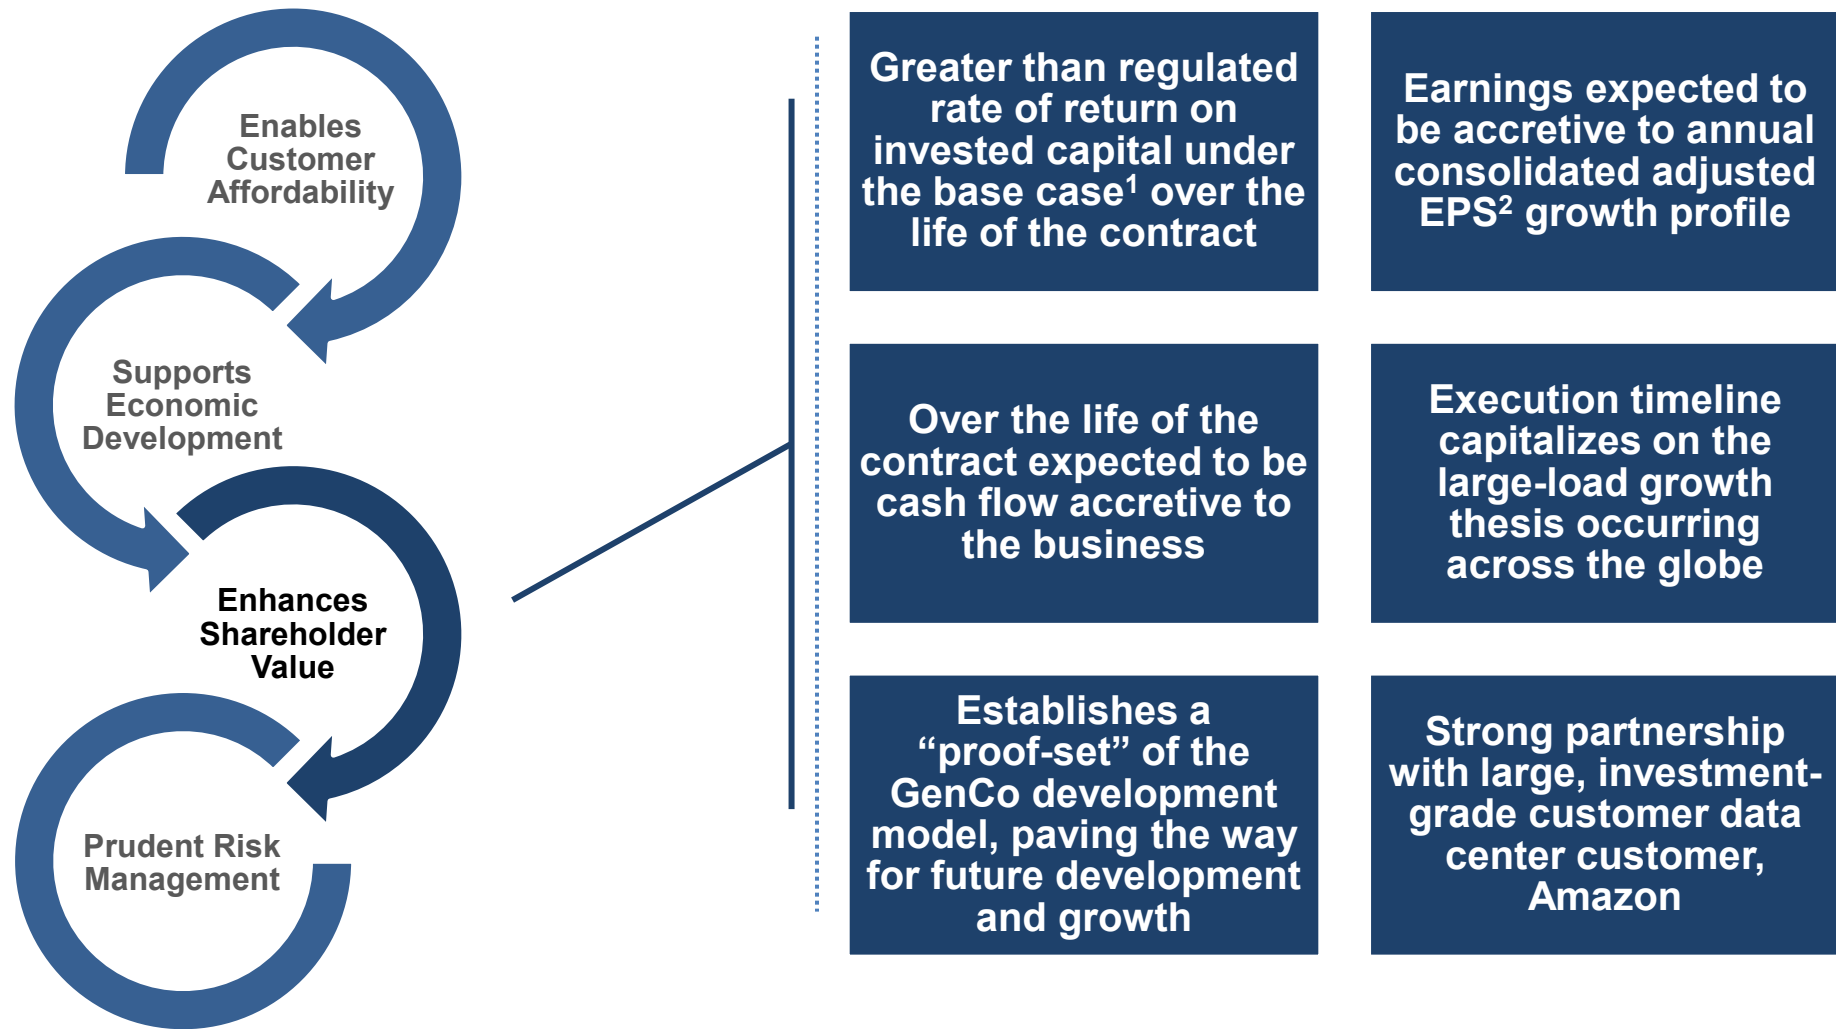 Enables
Customer
Affordability
Supports
Economic
Development
Enhances
Shareholder
Value
Prudent Risk
Management
Greater than regulated
rate of return on
invested capital under
the base case¹ over the
life of the contract
Earnings expected to
be accretive to annual
consolidated adjusted
EPS² growth profile
Over the life of the
contract expected to be
cash flow accretive to
the business
Execution timeline
capitalizes on the
large-load growth
thesis occurring
across the globe
Establishes a
“proof-set” of the
GenCo development
model, paving the way
for future development
and growth
Strong partnership
with large, investment-
grade customer data
center customer,
Amazon